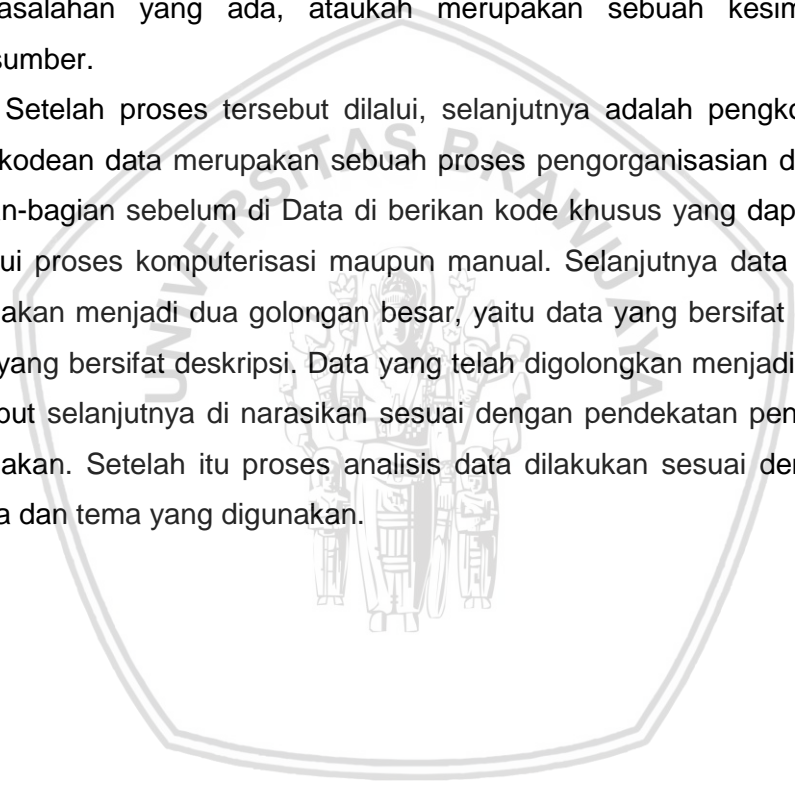 asalahan yang ada, ataukah merupakan sebuah kesim
sumber.
Setelah proses tersebut dilalui, selanjutnya adalah pengko
kodean data merupakan sebuah proses pengorganisasian d
n-bagian sebelum di Data di berikan kode khusus yang dap
ui proses komputerisasi maupun manual. Selanjutnya data
akan menjadi dua golongan besar, yaitu data yang bersifat
yang bersifat deskripsi. Data yang telah digolongkan menjadi
but selanjutnya di narasikan sesuai dengan pendekatan pen
akan. Setelah itu proses analisis data dilakukan sesuai den
a dan tema yang digunakan.
UNIVERSITAS BRAWIJAYA